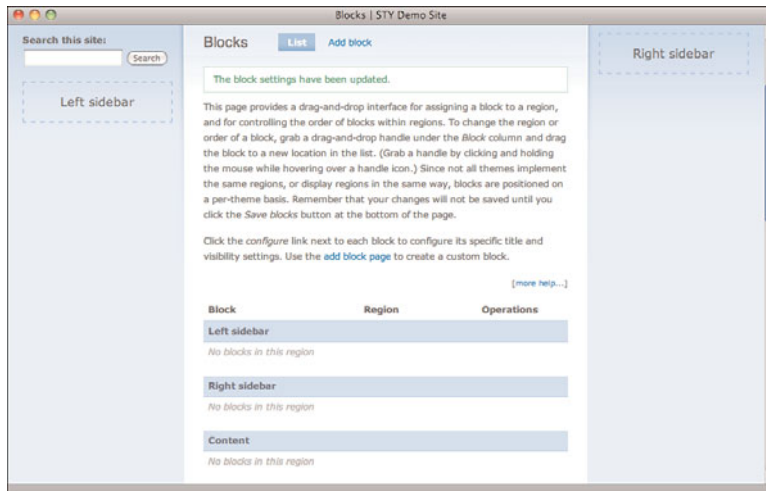 Blocks | STY Demo Site
Search this site:
Search
Left sidebar
Blocks
List
Add block
The block settings have been updated.
This page provides a drag-and-drop interface for assigning a block to a region,
and for controlling the order of blocks within regions. To change the region or
order of a block, grab a drag-and-drop handle under the Block column and drag
the block to a new location in the list. (Grab a handle by clicking and holding
the mouse while hovering over a handle icon.) Since not all themes implement
the same regions, or display regions in the same way, blocks are positioned on
a per-theme basis. Remember that your changes will not be saved until you
click the Save blocks button at the bottom of the page.
Click the configure link next to each block to configure its specific title and
visibility settings. Use the add block page to create a custom block.
[more help...]
Block Region Operations
Left sidebar
No blocks in this region
Right sidebar
No blocks in this region
Content
No blocks in this region
Right sidebar